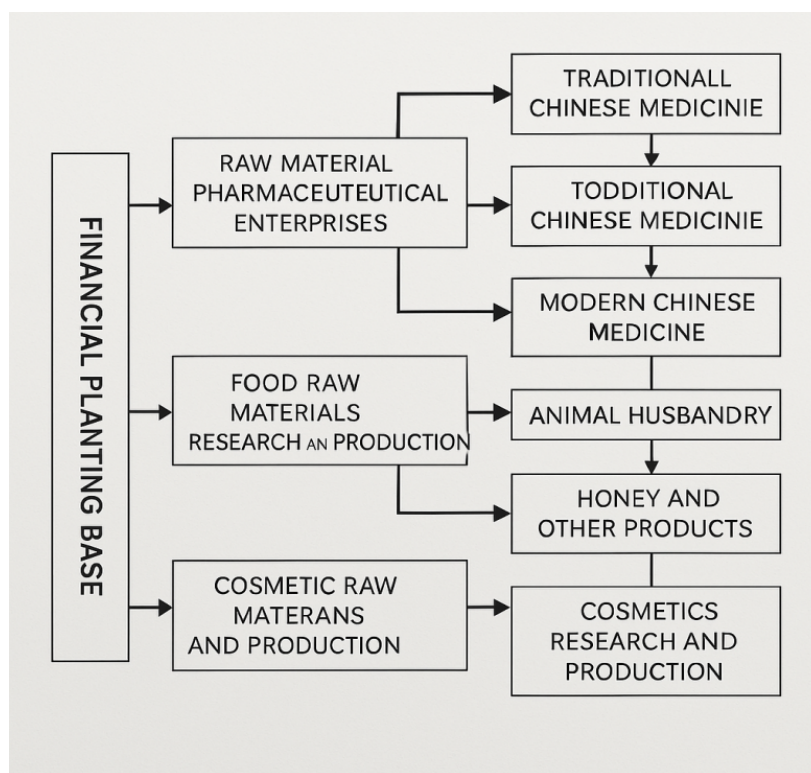 FINANCIAL PLANTING BASE
RAW MATERIAL
PHARMACEUTEUTICAL
ENTERPRISES
FOOD RAW
MATERIALS
RESEARCH AN PRODUCTION
COSMETIC RAW
MATERANS
AND PRODUCTION
TRADITIONALL
CHINESE MEDICINIE
TODDITIONAL
CHINESE MEDICINIE
MODERN CHINESE
MEDICINE
ANIMAL HUSBANDRY
HONEY AND
OTHER PRODUCTS
COSMETICS
RESEARCH AND
PRODUCTION